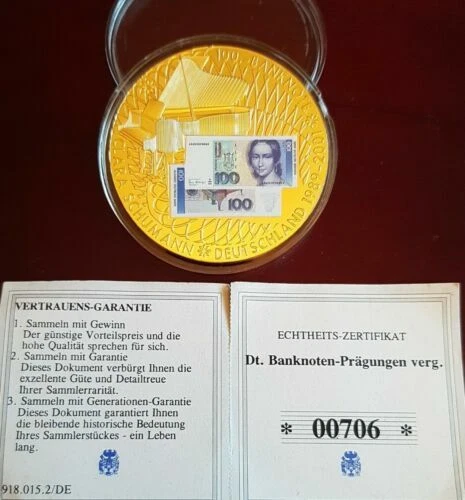 CLARA SCHUMANN ✱ DEUTSCHLAND 1989-2001
100
100
VERTRAUENS-GARANTIE
1. Sammeln mit Gewinn
Der günstige Vorteilspreis und die
hohe Qualität sprechen für sich.
2. Sammeln mit Garantie
Dieses Dokument verbürgt Ihnen die
exzellente Güte und Detailtreue
Ihrer Sammlerrarität.
3. Sammeln mit Generationen-Garantie
Dieses Dokument garantiert Ihnen
die bleibende historische Bedeutung
Ihres Sammlerstückes - ein Leben
lang.
918.015.2/DE
ECHTHEITS-ZERTIFIKAT
Dt. Banknoten-Prägungen verg.
* 00706 *